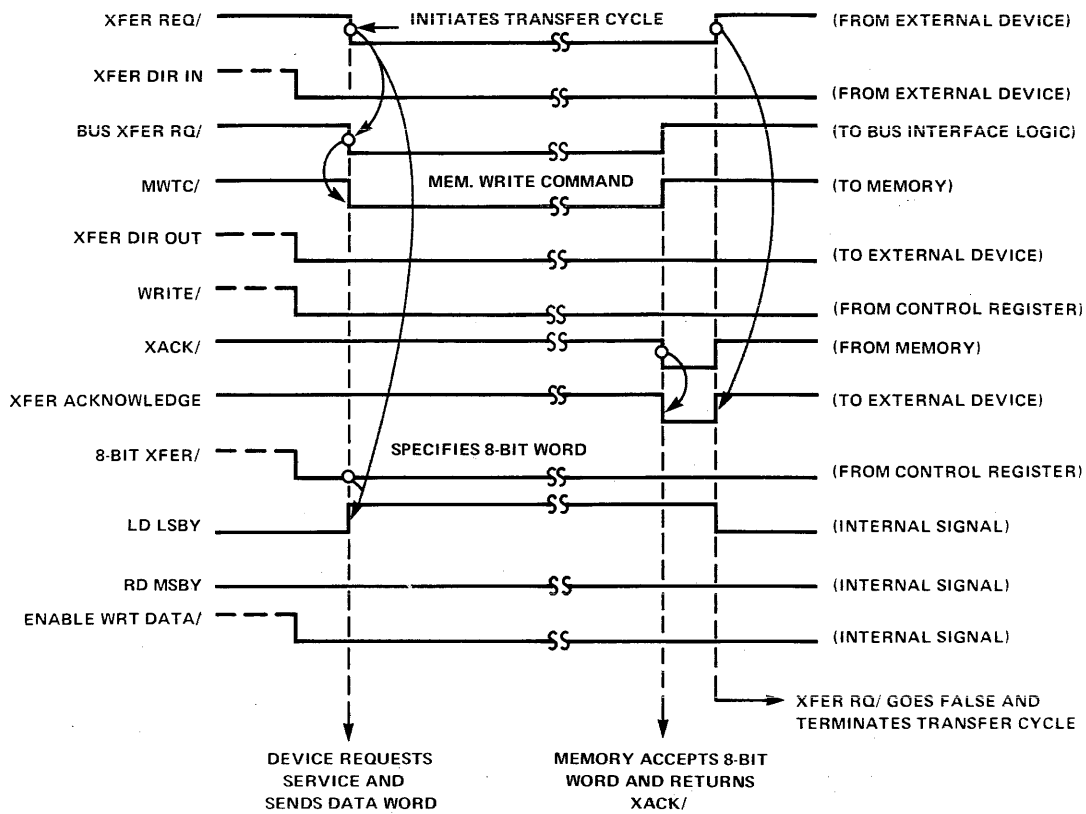 XFER REQ/
INITIATES TRANSFER CYCLE
(FROM EXTERNAL DEVICE)
XFER DIR IN
(FROM EXTERNAL DEVICE)
BUS XFER RQ/
(TO BUS INTERFACE LOGIC)
MWTC/
MEM. WRITE COMMAND
(TO MEMORY)
XFER DIR OUT
(TO EXTERNAL DEVICE)
WRITE/
(FROM CONTROL REGISTER)
XACK/
(FROM MEMORY)
XFER ACKNOWLEDGE
(TO EXTERNAL DEVICE)
8-BIT XFER/
SPECIFIES 8-BIT WORD
(FROM CONTROL REGISTER)
LD LSBY
(INTERNAL SIGNAL)
RD MSBY
(INTERNAL SIGNAL)
ENABLE WRT DATA/
(INTERNAL SIGNAL)
XFER RQ/ GOES FALSE AND
TERMINATES TRANSFER CYCLE
DEVICE REQUESTS
SERVICE AND
SENDS DATA WORD
MEMORY ACCEPTS 8-BIT
WORD AND RETURNS
XACK/